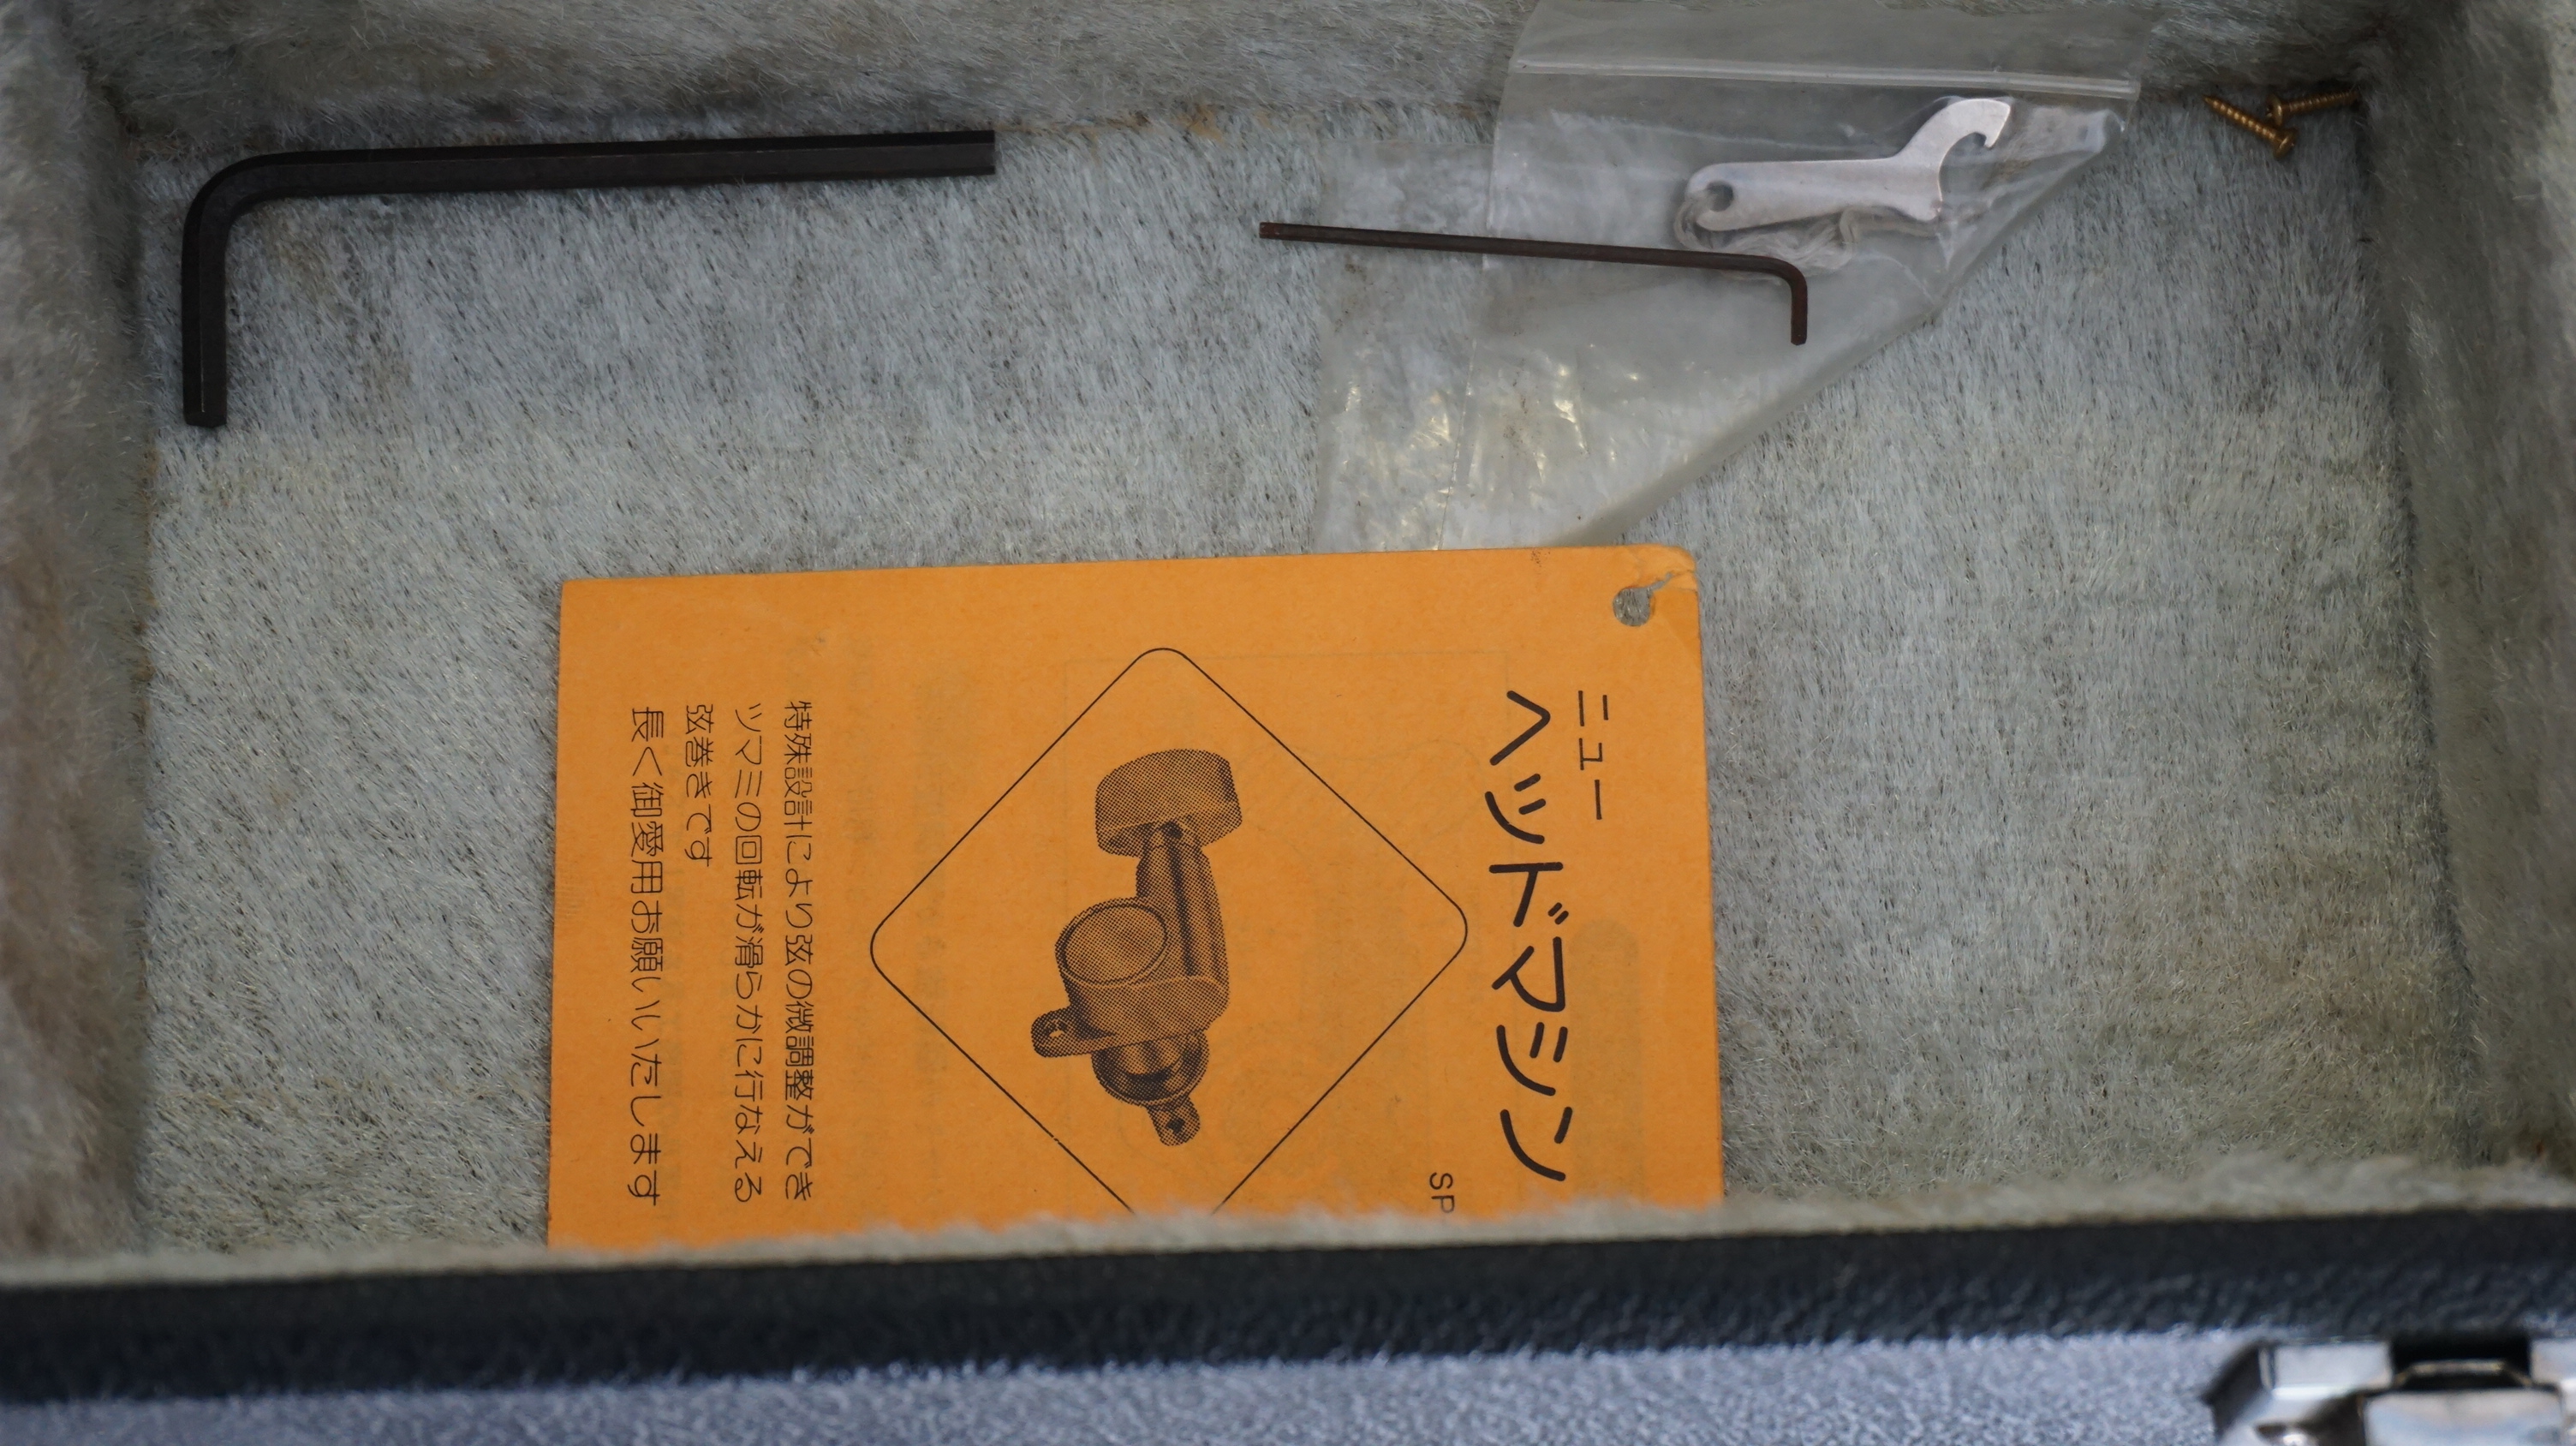 ニュー
ヘッドマシン
SP
特殊設計により弦の微調整ができ
ツマミの回転が滑らかに行なえる
弦巻きです
長く御愛用お願いいたします